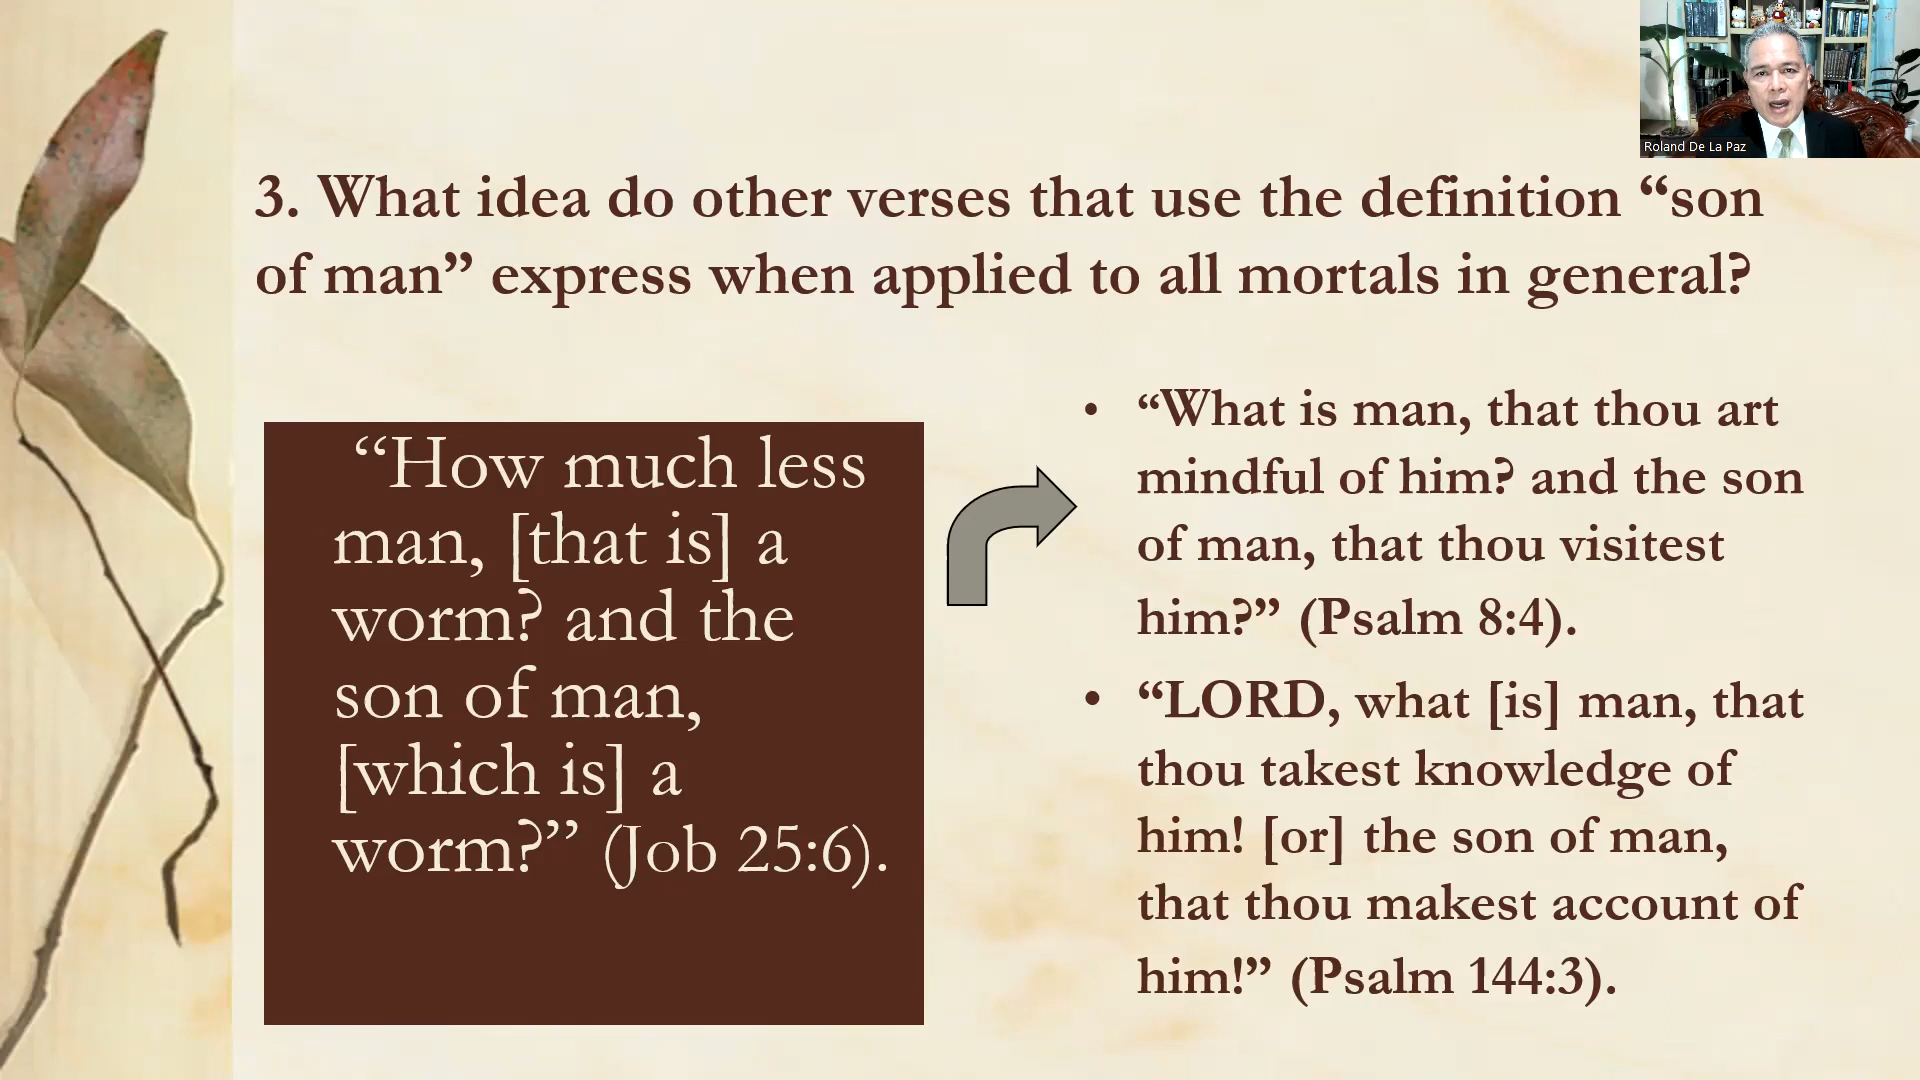 Roland De La Paz
3. What idea do other verses that use the definition “son
of man” express when applied to all mortals in general?
“How much less
man, [that is] a
worm? and the
son of man,
[which is] a
worm?” (Job 25:6).
• “What is man, that thou art
mindful of him? and the son
of man, that thou visitest
him?” (Psalm 8:4).
• “LORD, what [is] man, that
thou takest knowledge of
him! [or] the son of man,
that thou makest account of
him!” (Psalm 144:3).